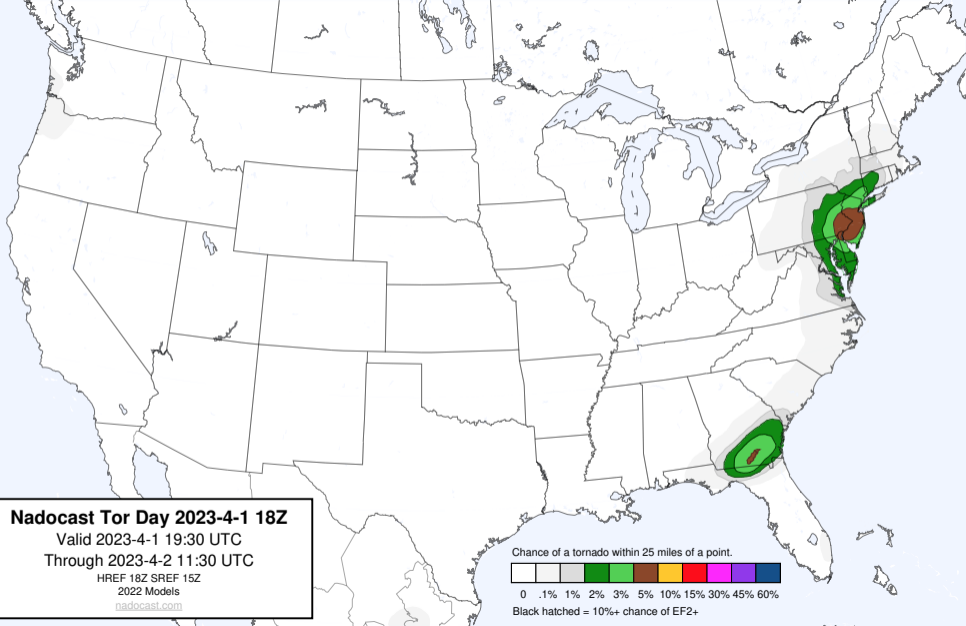 Nadocast Tor Day 2023-4-1 18Z
Valid 2023-4-1 19:30 UTC
Through 2023-4-2 11:30 UTC
HREF 18Z SREF 15Z
2022 Models
nadocast.com
Chance of a tornado within 25 miles of a point.
0 .1% 1% 2% 3% 5% 10% 15% 30% 45% 60%
Black hatched = 10%+ chance of EF2+